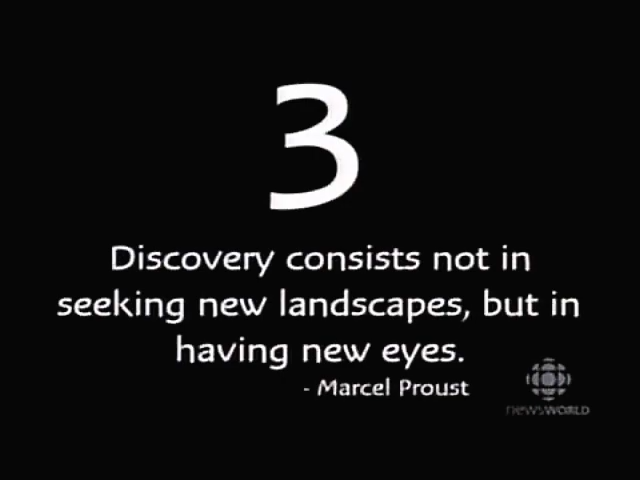 3
Discovery consists not in
seeking new landscapes, but in
having new eyes.
- Marcel Proust
newsWORLD